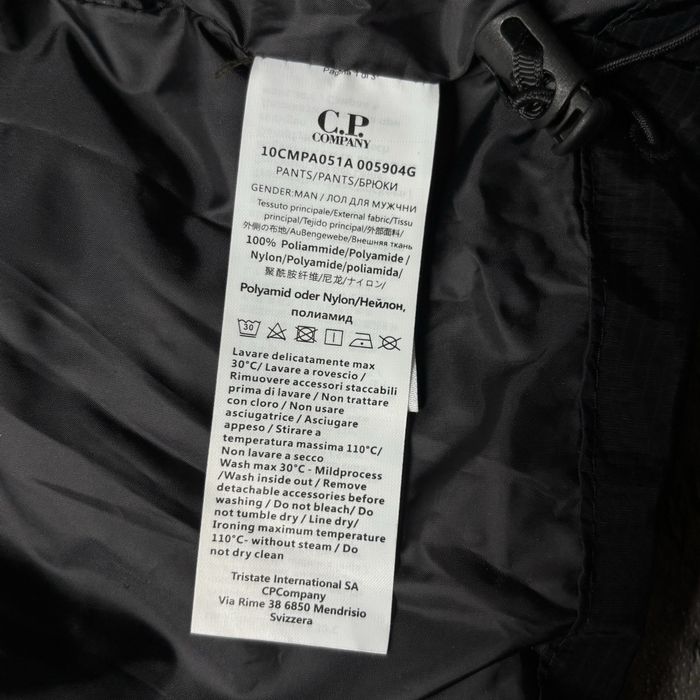 Pagina 1 of 3
C.P.
COMPANY
10CMPA051A 005904G
PANTS/PANTS/БРЮКИ
GENDER:MAN / ЛОЛ ДЛЯ МУЖЧНИ
Tessuto principale/External fabric/Tissu
principal/Tejido principal/外部面料/
外側の布地/AuBengewebe/Внешняя ткань
100% Poliammide/Polyamide /
Nylon/Polyamide/poliamida/
聚酰胺纤维/尼龙/ナイロン/
Polyamid oder Nylon/Нейлон,
полиамид
30
Lavare delicatamente max
30°C/ Lavare a rovescio /
Rimuovere accessori staccabili
prima di lavare / Non trattare
con cloro / Non usare
asciugatrice / Asciugare
appeso / Stirare a
temperatura massima 110°C/
Non lavare a secco
Wash max 30°C - Mildprocess
/Wash inside out / Remove
detachable accessories before
washing / Do not bleach/ Do
not tumble dry / Line dry/
Ironing maximum temperature
110°C- without steam / Do
not dry clean
Tristate International SA
CPCompany
Via Rime 38 6850 Mendrisio
Svizzera